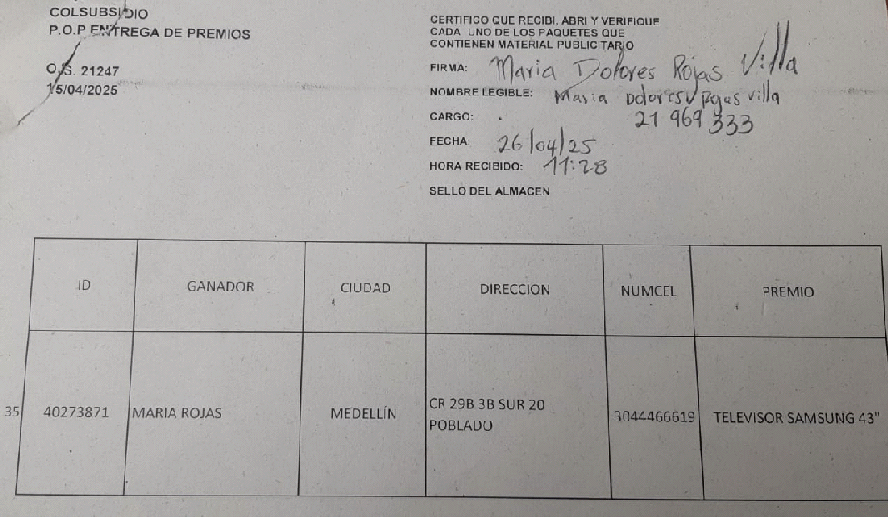 COLSUBSIDIO
P.O.P ENTREGA DE PREMIOS
O.S. 21247
15/04/2025
CERTIFICO QUE RECIBI, ABRI Y VERIFIQUE
CADA UNO DE LOS PAQUETES QUE
CONTIENEN MATERIAL PUBLICITARIO
FIRMA: Maria Dolores Rojas Villa
NOMBRE LEGIBLE: Maria Dolores Rojas villa
CARGO: 21 969 333
FECHA 26/04/25
HORA RECIBIDO: 11:28
SELLO DEL ALMACEN
ID GANADOR CIUDAD DIRECCION NUMCEL PREMIO
35 40273871 MARIA ROJAS MEDELLÍN CR 29B 3B SUR 20 3044466619 TELEVISOR SAMSUNG 43"
POBLADO